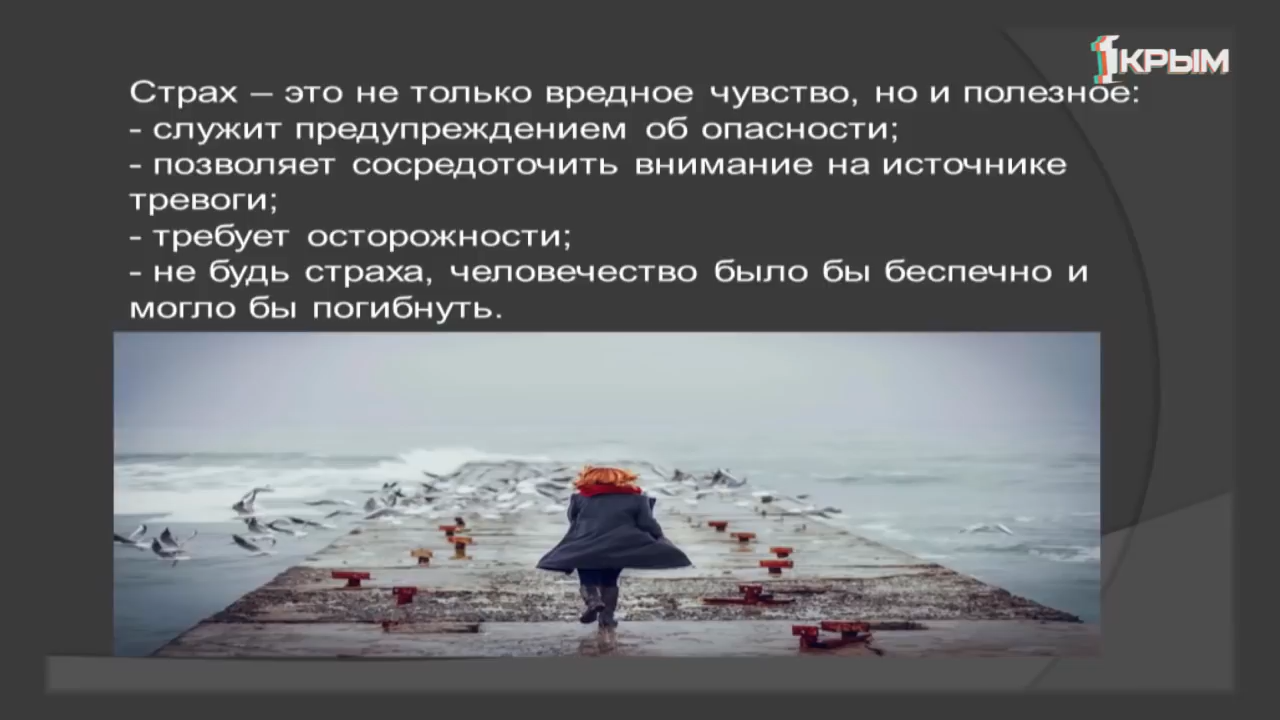 1КРЫМ
Страх – это не только вредное чувство, но и полезное:
- служит предупреждением об опасности;
- позволяет сосредоточить внимание на источнике
тревоги;
- требует осторожности;
- не будь страха, человечество было бы беспечно и
могло бы погибнуть.